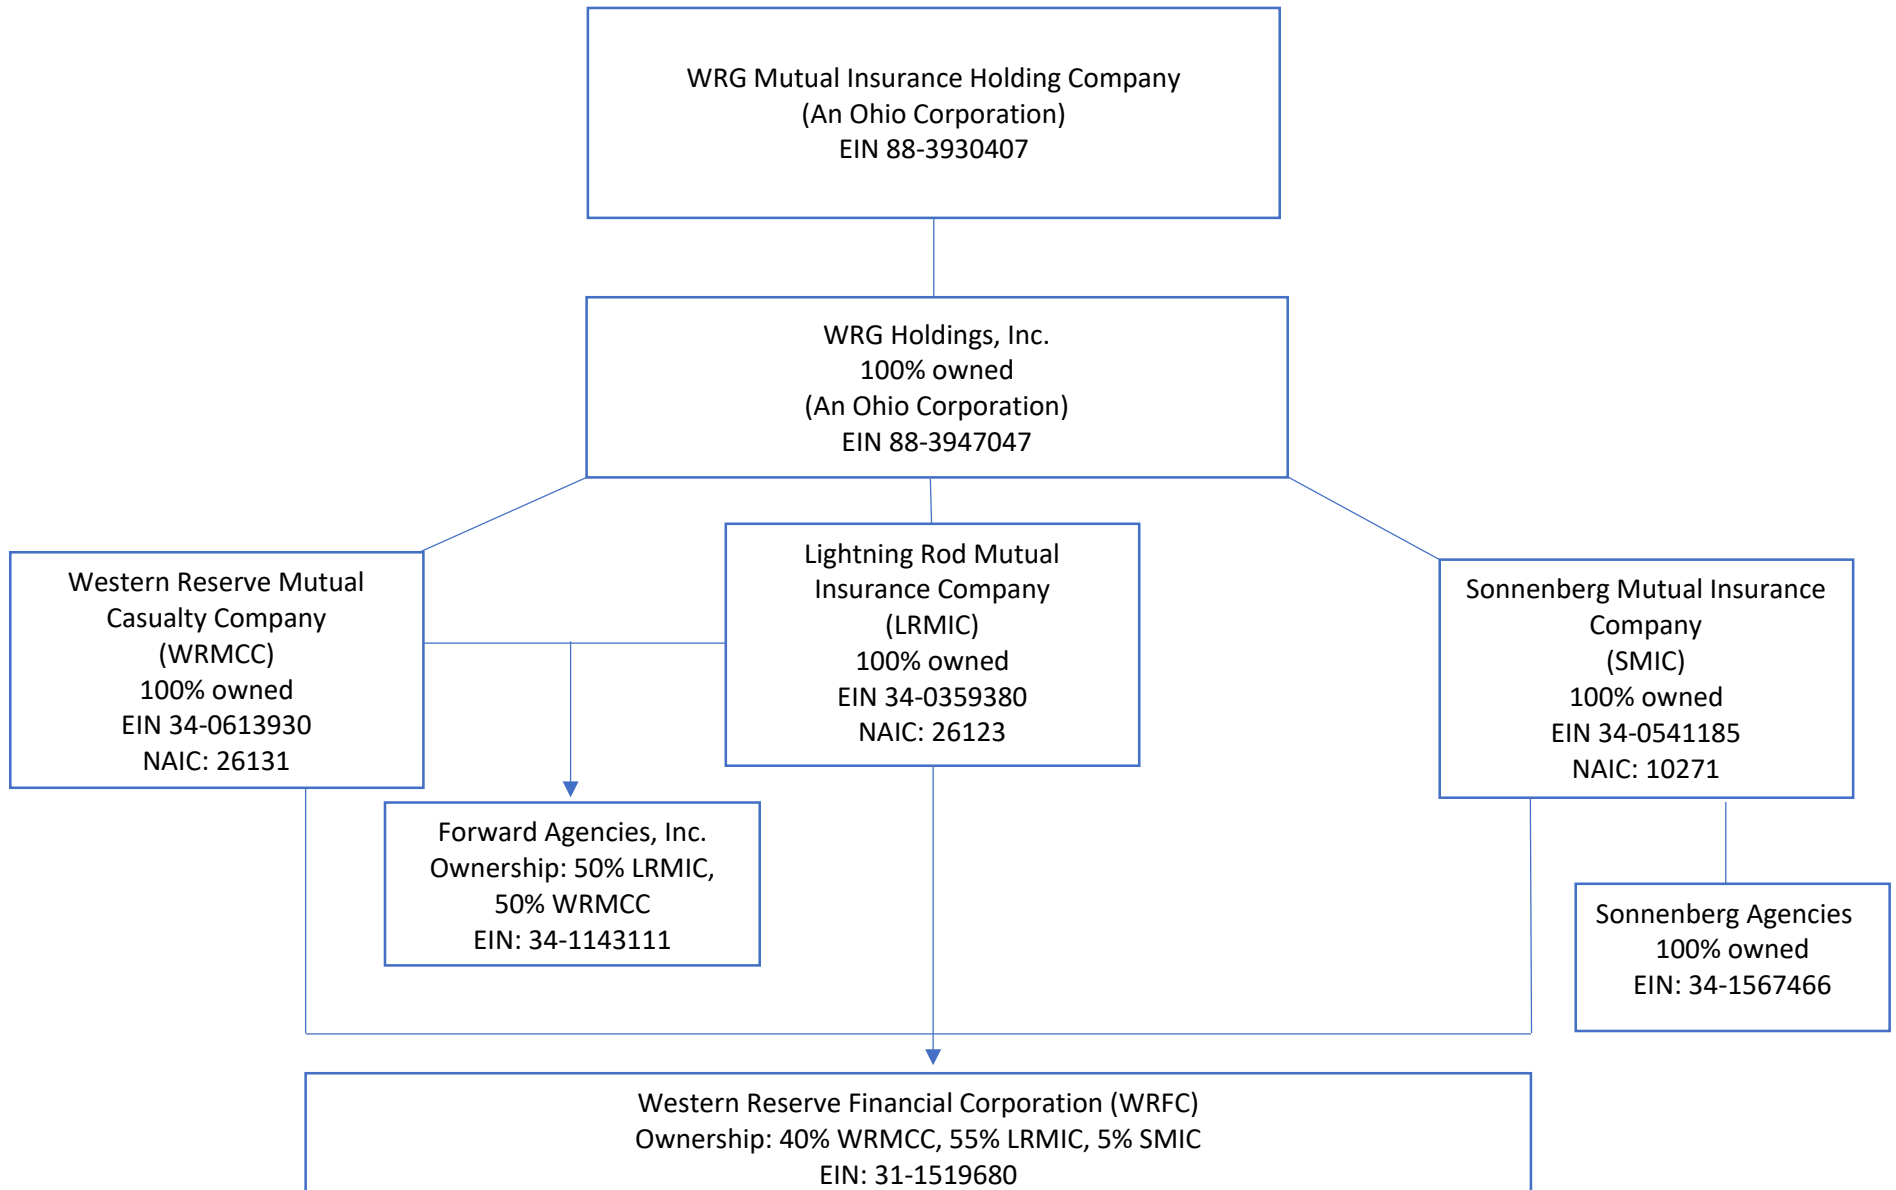 WRG Mutual Insurance Holding Company
(An Ohio Corporation)
EIN 88-3930407
WRG Holdings, Inc.
100% owned
(An Ohio Corporation)
EIN 88-3947047
Western Reserve Mutual
Casualty Company
(WRMCC)
100% owned
EIN 34-0613930
NAIC: 26131
Lightning Rod Mutual
Insurance Company
(LRMIC)
100% owned
EIN 34-0359380
NAIC: 26123
Sonnenberg Mutual Insurance
Company
(SMIC)
100% owned
EIN 34-0541185
NAIC: 10271
Forward Agencies, Inc.
Ownership: 50% LRMIC,
50% WRMCC
EIN: 34-1143111
Sonnenberg Agencies
100% owned
EIN: 34-1567466
Western Reserve Financial Corporation (WRFC)
Ownership: 40% WRMCC, 55% LRMIC, 5% SMIC
EIN: 31-1519680